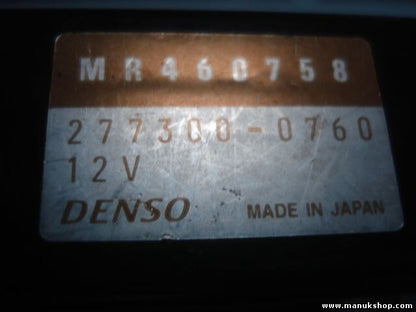 MR460758
277300-0760
12V
DENSO MADE IN JAPAN
www.manukshop.com